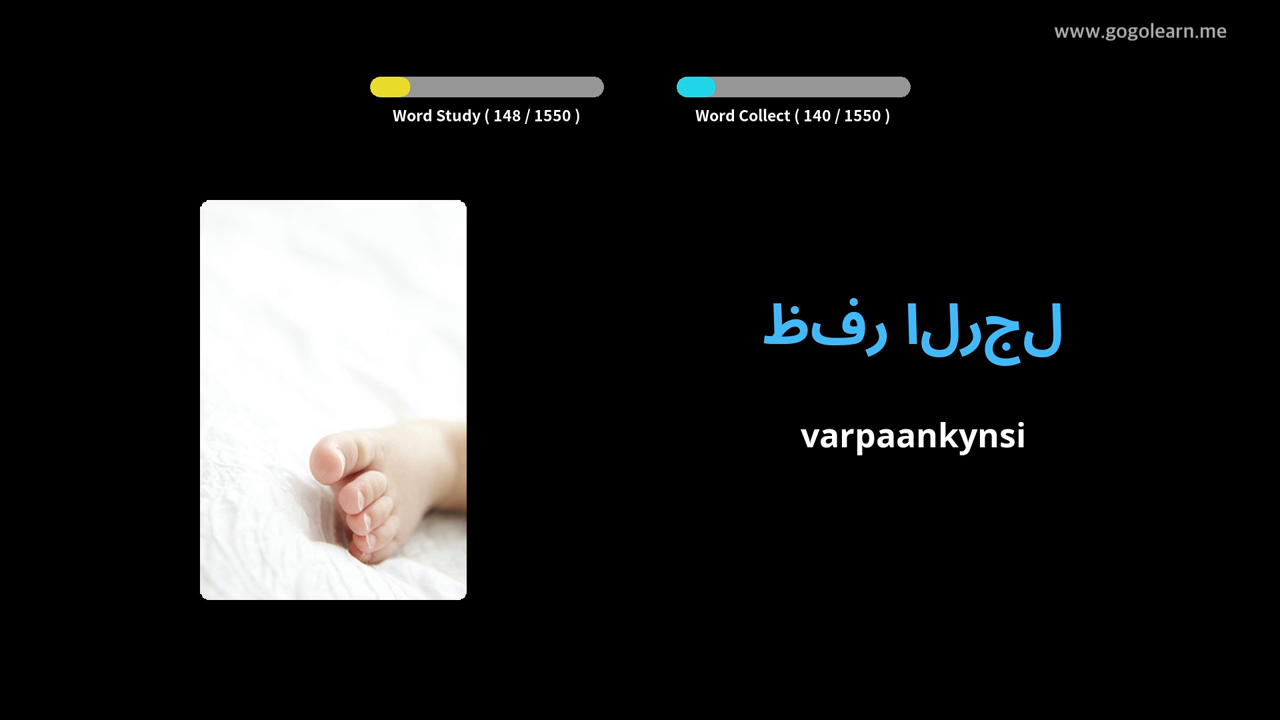 www.gogolearn.me
Word Study ( 148 / 1550 )
Word Collect ( 140 / 1550 )
ظفر الرجل
varpaankynsi